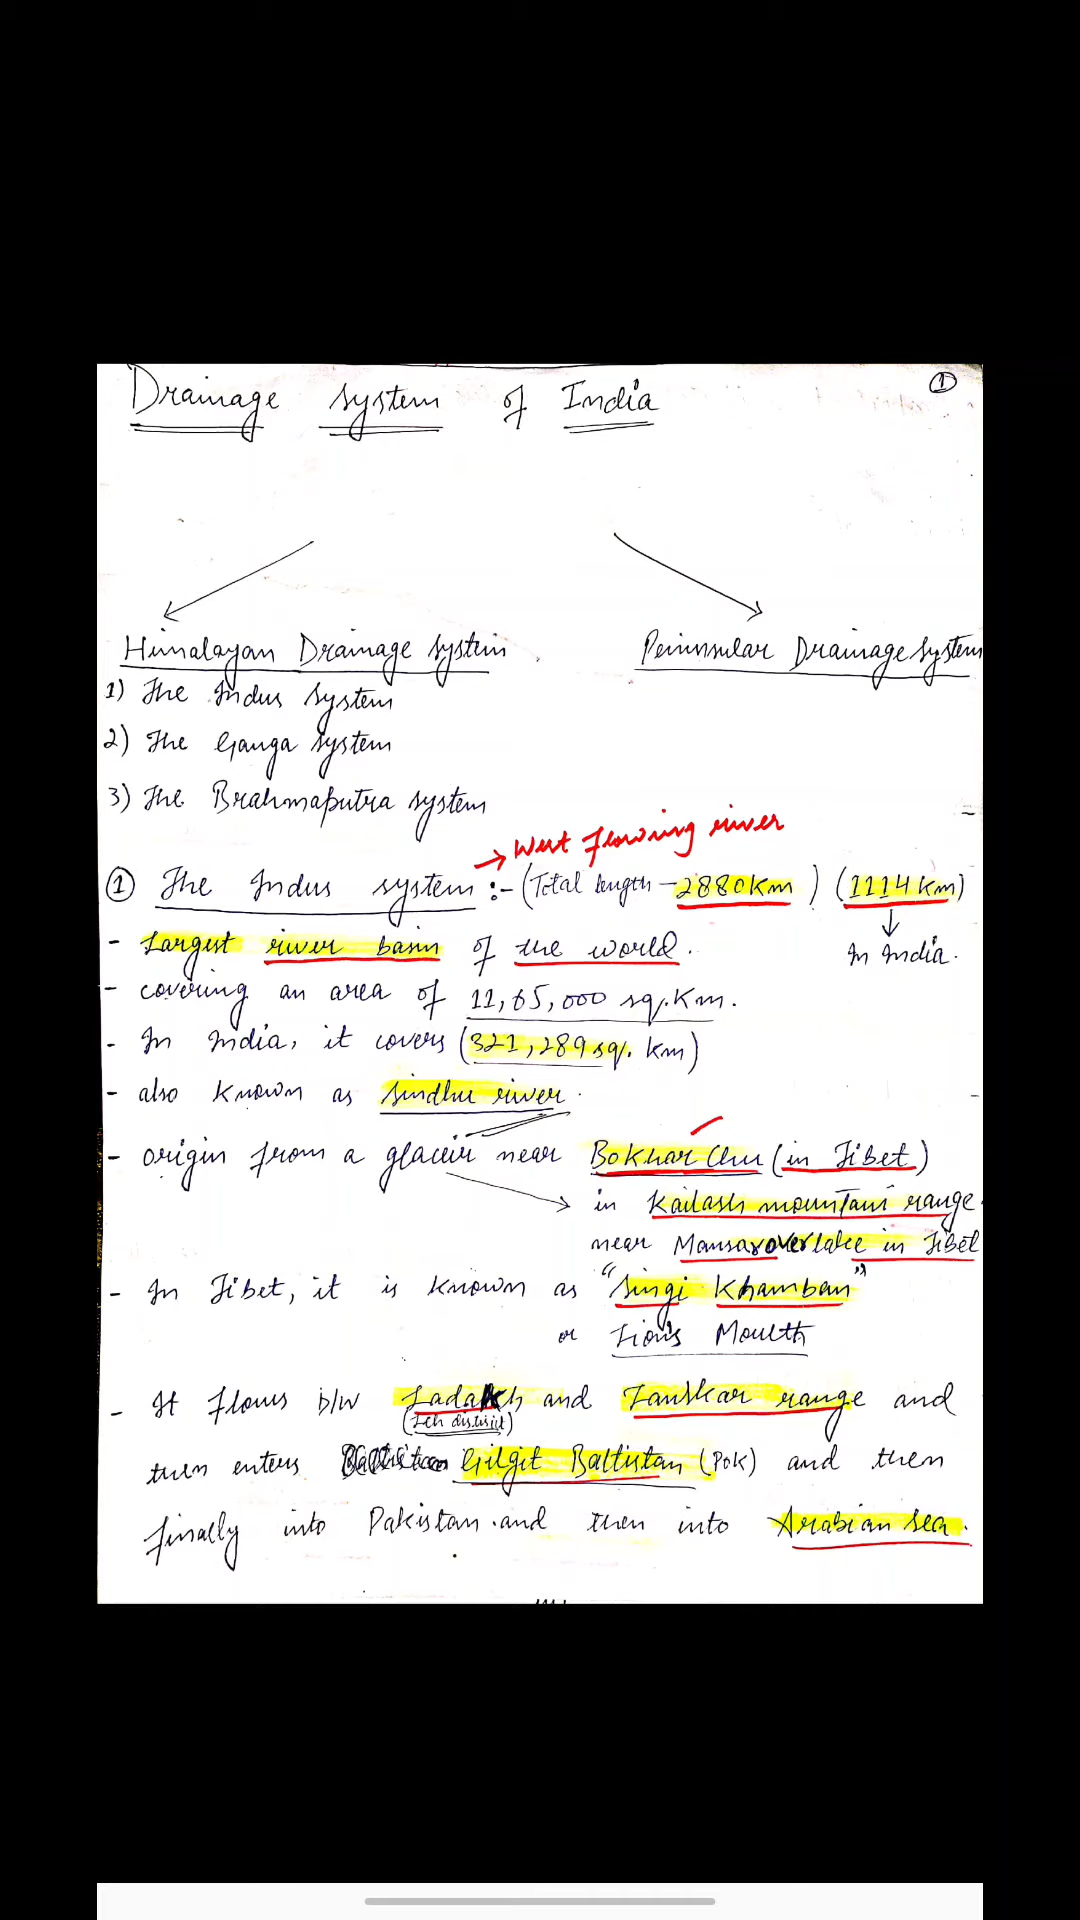 Drainage system of India
1
Himalayan Drainage system
Peninsular Drainage system
1) The Indus system
2) The Ganga system
3) The Brahmaputra system
→ West flowing river
① The Indus system :- (Total length - 2880 km) (1114 km)
In India.
- Largest river basin of the world.
- covering an area of 11,65,000 sq. Km.
- In India, it covers (321,289 sq. km)
- also known as Sindhu river.
- origin from a glacier near Bokhar Chu (in Tibet)
in Kailash mountain range
near Mansarover lake in Tibet
- In Tibet, it is known as "Singi Khamban"
or Lion's Mouth
- It flows b/w Ladakh and Zanskar range and
(Leh district)
then enters Gilgit Baltistan (PoK) and then
finally into Pakistan. and then into Arabian sea.